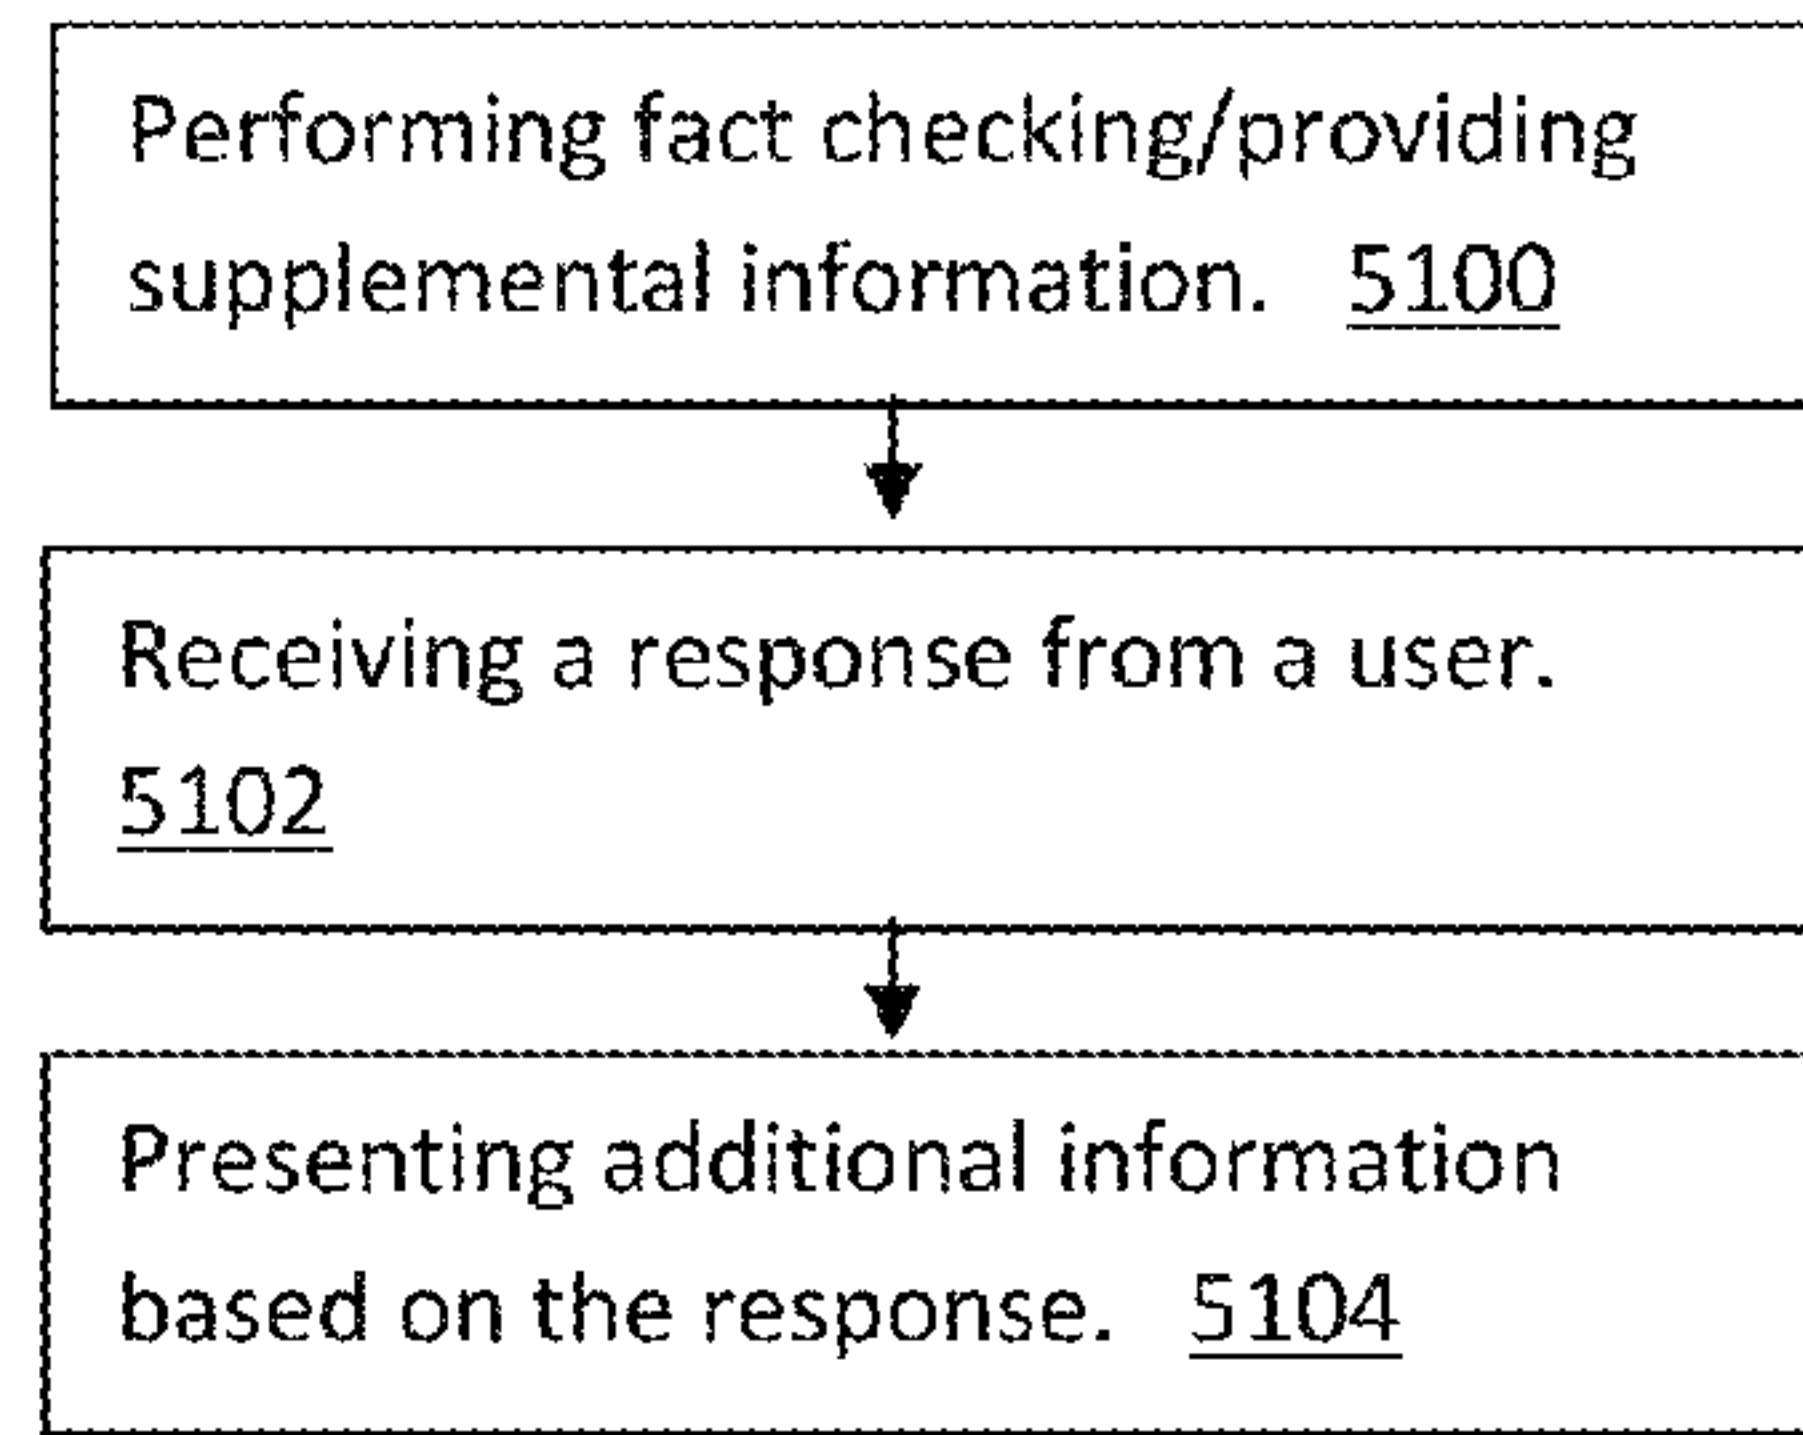 Performing fact checking/providing
supplemental information. 5100
Receiving a response from a user.
5102
Presenting additional information
based on the response. 5104